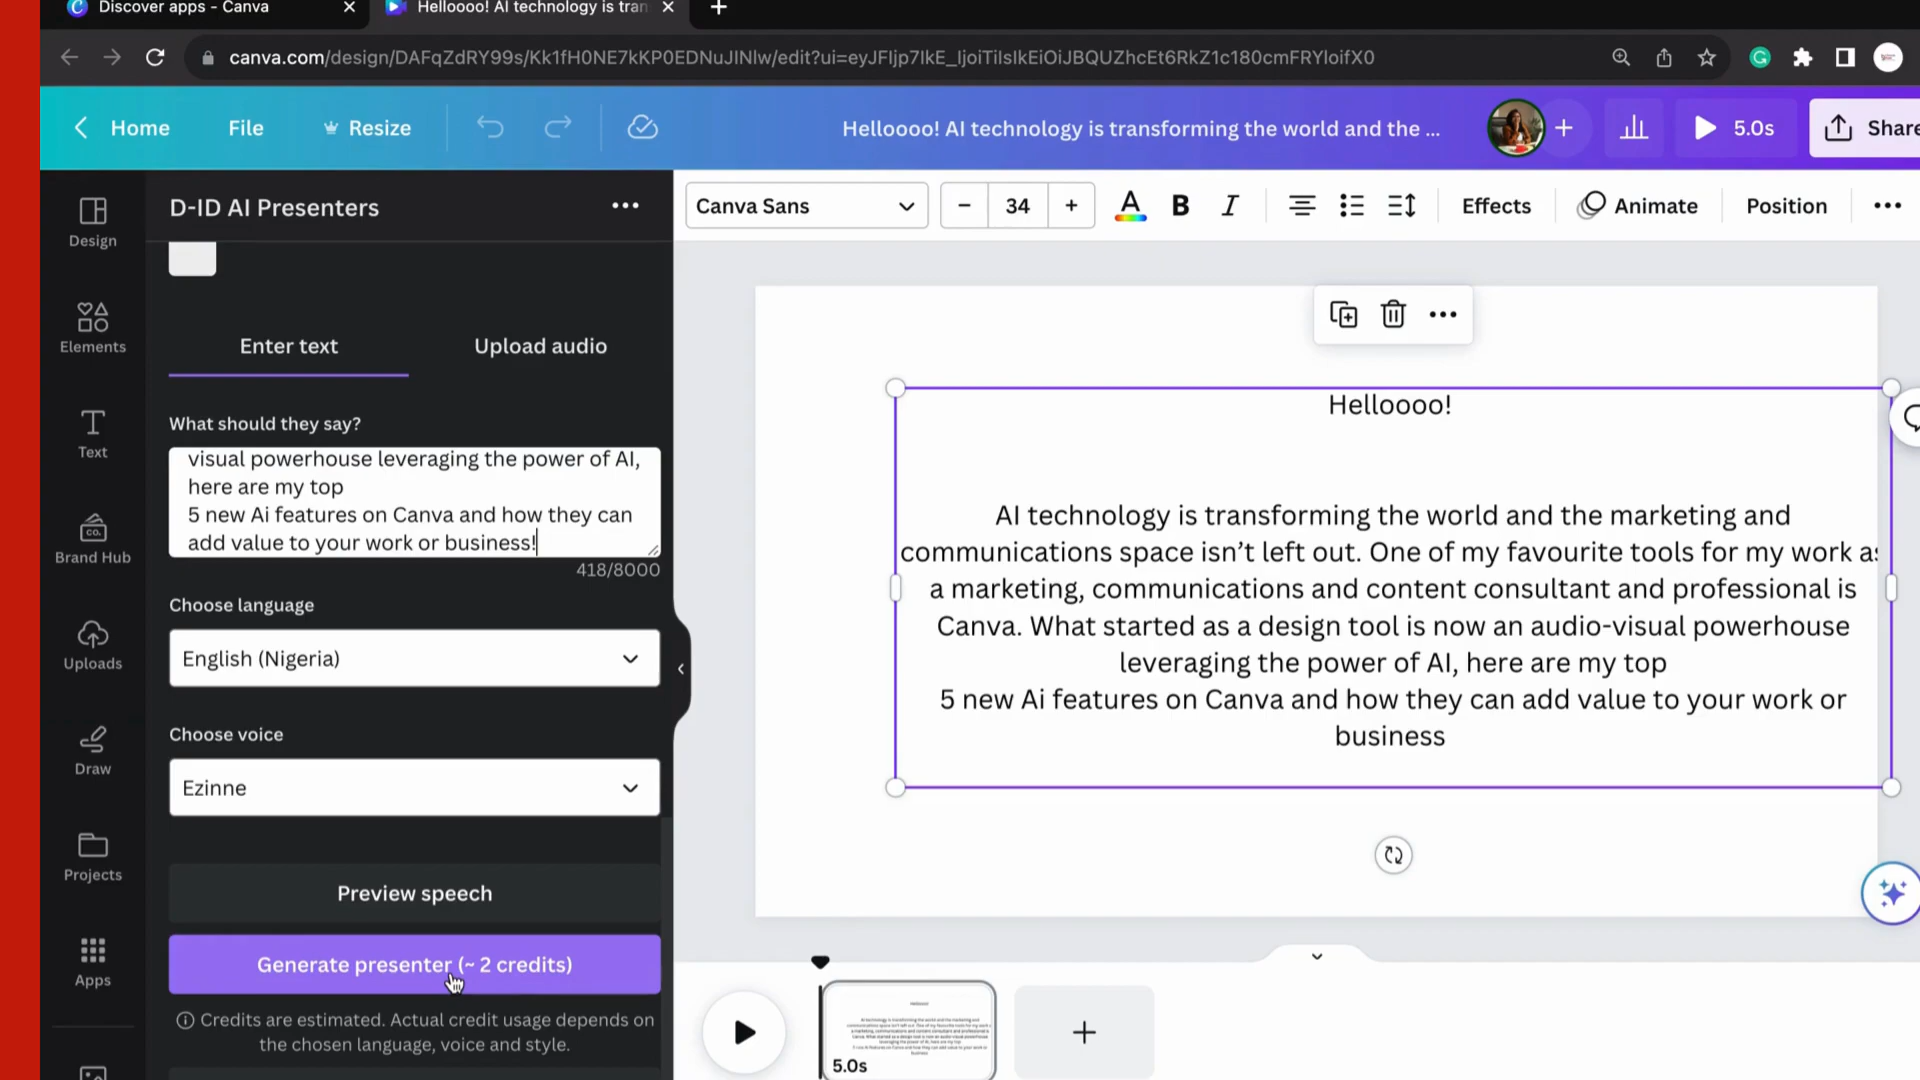 Discover apps - Canva
Helloooo! AI technology is tran
canva.com/design/DAFqZdRY99s/Kk1fH0NE7kKP0EDNuJINlw/edit?ui=eyJFIjp7IkE_IjoiTiIsIkEiOiJBQUZhcEt6RkZ1c180cmFRYIoifX0
Home
File
Resize
Helloooo! AI technology is transforming the world and the ...
5.0s
Share
D-ID AI Presenters
Canva Sans
34
Effects
Animate
Position
Design
Elements
Text
Brand Hub
Uploads
Draw
Projects
Apps
Enter text
Upload audio
What should they say?
visual powerhouse leveraging the power of AI,
here are my top
5 new Ai features on Canva and how they can
add value to your work or business!
418/8000
Choose language
English (Nigeria)
Choose voice
Ezinne
Preview speech
Generate presenter (~ 2 credits)
Credits are estimated. Actual credit usage depends on
the chosen language, voice and style.
Helloooo!
AI technology is transforming the world and the marketing and
communications space isn’t left out. One of my favourite tools for my work as
a marketing, communications and content consultant and professional is
Canva. What started as a design tool is now an audio-visual powerhouse
leveraging the power of AI, here are my top
5 new Ai features on Canva and how they can add value to your work or
business
5.0s